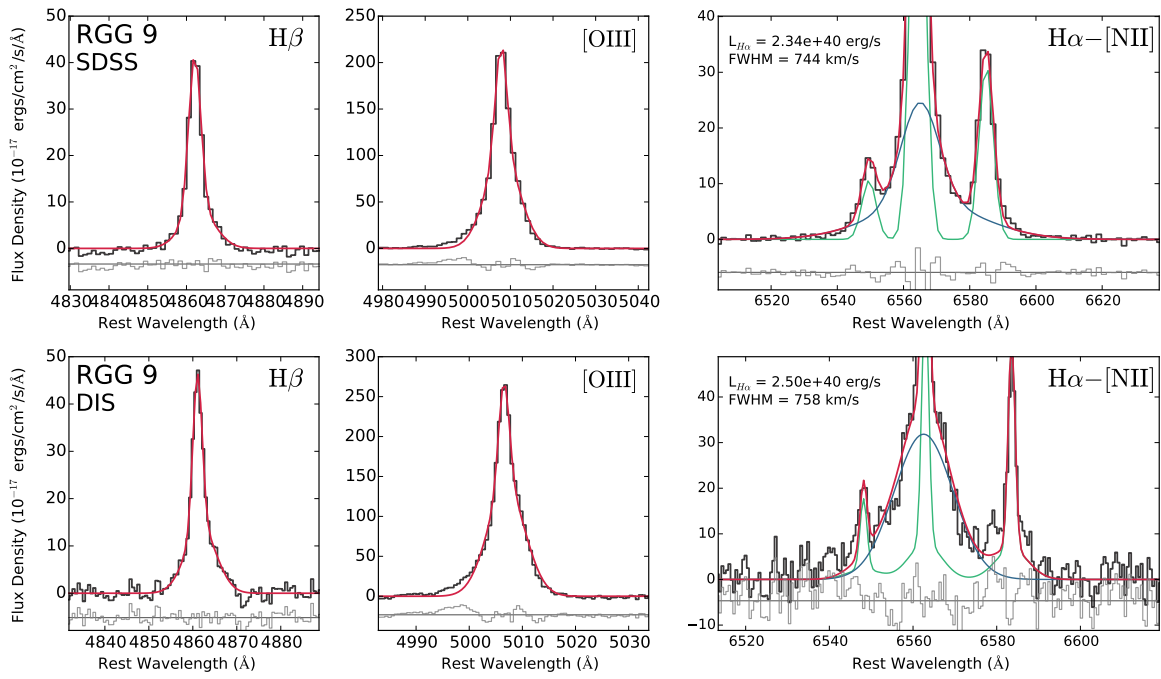 RGG 9
SDSS
Hβ
[OIII]
Hα−[NII]
L_Hα = 2.34e+40 erg/s
FWHM = 744 km/s
Flux Density (10⁻¹⁷ ergs/cm²/s/Å)
50
40
30
20
10
0
4830 4840 4850 4860 4870 4880 4890
Rest Wavelength (Å)
250
200
150
100
50
0
4980 4990 5000 5010 5020 5030 5040
Rest Wavelength (Å)
40
30
20
10
0
6520 6540 6560 6580 6600 6620
Rest Wavelength (Å)
RGG 9
DIS
Hβ
[OIII]
Hα−[NII]
L_Hα = 2.50e+40 erg/s
FWHM = 758 km/s
Flux Density (10⁻¹⁷ ergs/cm²/s/Å)
50
40
30
20
10
0
4840 4850 4860 4870 4880
Rest Wavelength (Å)
300
250
200
150
100
50
0
4990 5000 5010 5020 5030
Rest Wavelength (Å)
40
30
20
10
0
−10
6520 6540 6560 6580 6600
Rest Wavelength (Å)